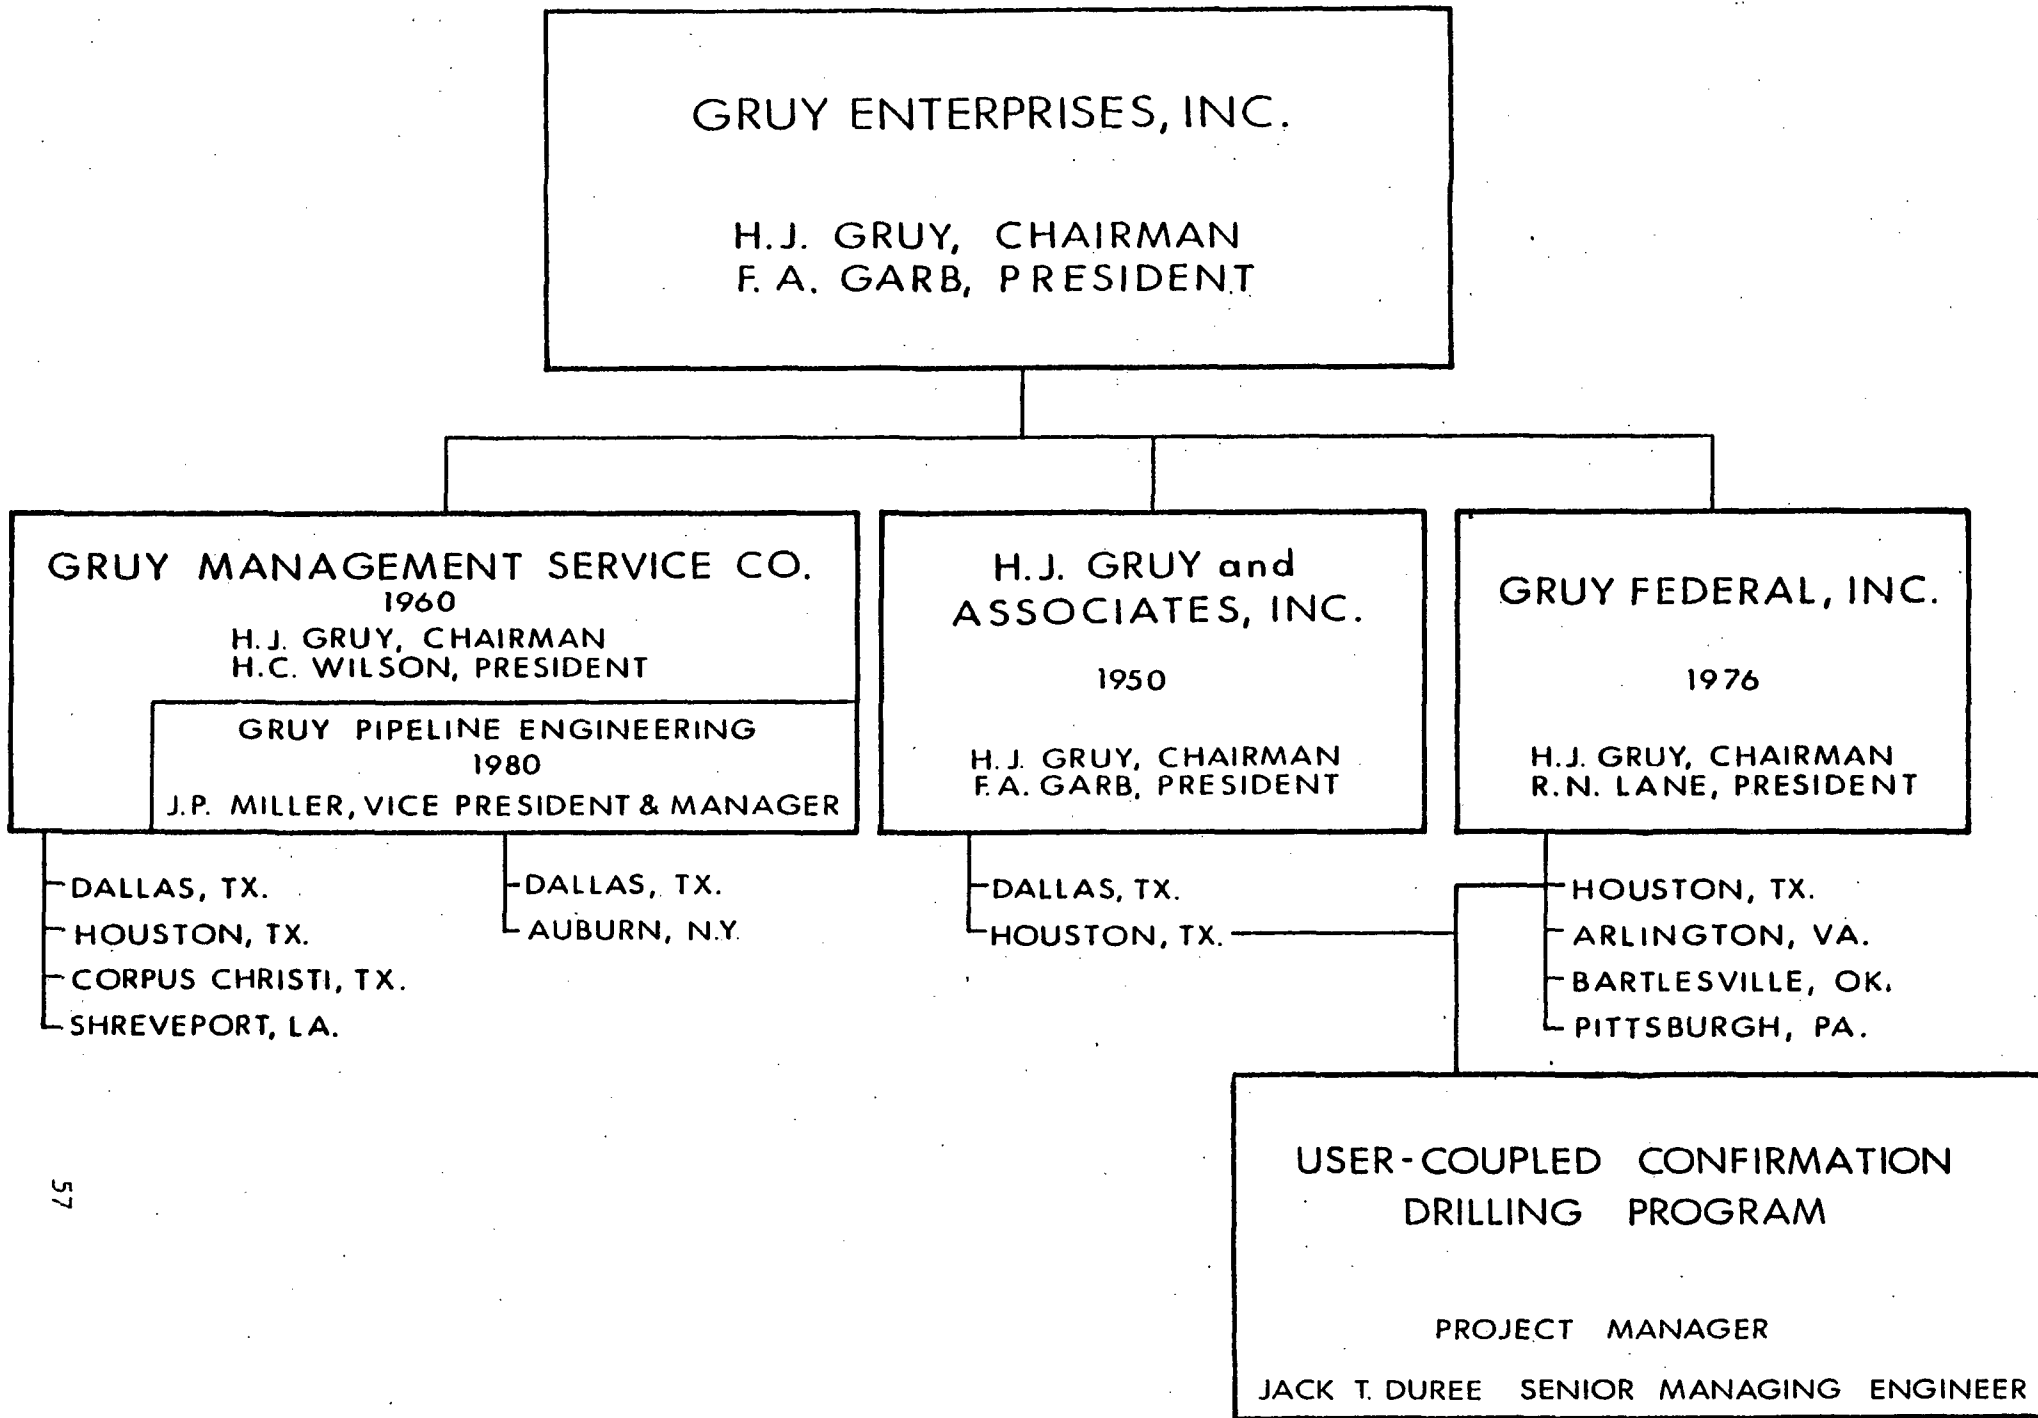 GRUY ENTERPRISES, INC.
H.J. GRUY, CHAIRMAN
F. A. GARB, PRESIDENT
GRUY MANAGEMENT SERVICE CO.
1960
H.J. GRUY, CHAIRMAN
H.C. WILSON, PRESIDENT
GRUY PIPELINE ENGINEERING
1980
J.P. MILLER, VICE PRESIDENT & MANAGER
DALLAS, TX.
HOUSTON, TX.
CORPUS CHRISTI, TX.
SHREVEPORT, LA.
DALLAS, TX.
AUBURN, N.Y.
H.J. GRUY and
ASSOCIATES, INC.
1950
H.J. GRUY, CHAIRMAN
F.A. GARB, PRESIDENT
DALLAS, TX.
HOUSTON, TX.
GRUY FEDERAL, INC.
1976
H.J. GRUY, CHAIRMAN
R.N. LANE, PRESIDENT
HOUSTON, TX.
ARLINGTON, VA.
BARTLESVILLE, OK.
PITTSBURGH, PA.
USER-COUPLED CONFIRMATION
DRILLING PROGRAM
PROJECT MANAGER
JACK T. DUREE SENIOR MANAGING ENGINEER
57